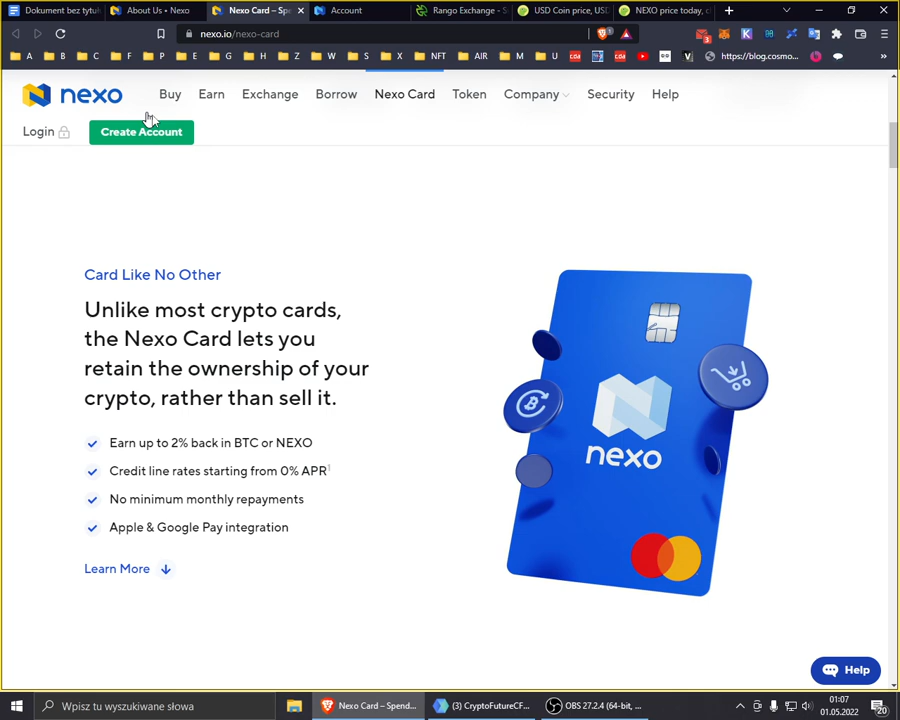 Dokument bez tytułu
About Us • Nexo
Nexo Card – Spe
Account
Rango Exchange - S
USD Coin price, USD
NEXO price today, c
nexo.io/nexo-card
A
B
C
F
P
E
G
H
Z
W
S
X
NFT
AIR
M
U
https://blog.cosmo...
nexo
Buy
Earn
Exchange
Borrow
Nexo Card
Token
Company
Security
Help
Login
Create Account
Card Like No Other
Unlike most crypto cards,
the Nexo Card lets you
retain the ownership of your
crypto, rather than sell it.
Earn up to 2% back in BTC or NEXO
Credit line rates starting from 0% APR¹
No minimum monthly repayments
Apple & Google Pay integration
Learn More
nexo
Help
Wpisz tu wyszukiwane słowa
Nexo Card – Spend...
(3) CryptoFutureCF...
OBS 27.2.4 (64-bit, ...
01:07
01.05.2022
20